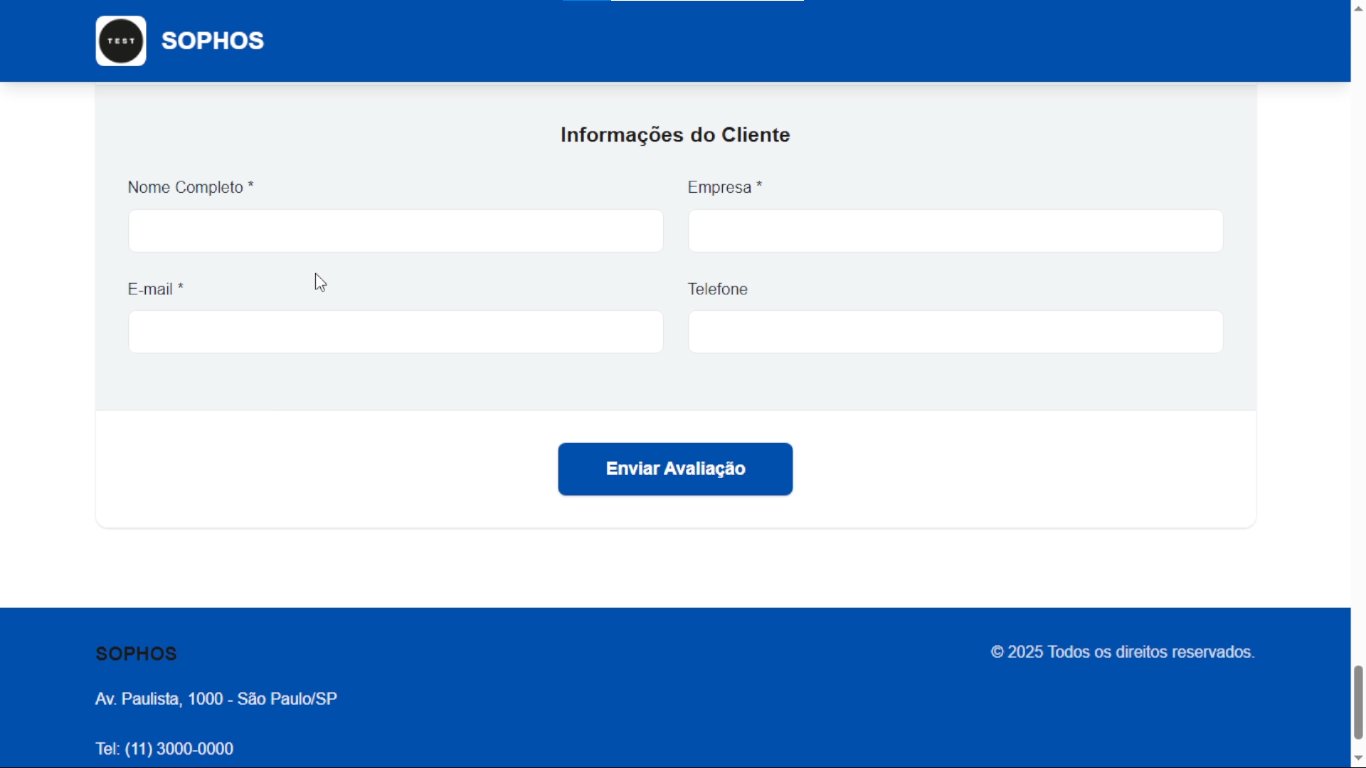 TEST
SOPHOS
Informações do Cliente
Nome Completo *
Empresa *
E-mail *
Telefone
Enviar Avaliação
SOPHOS
© 2025 Todos os direitos reservados.
Av. Paulista, 1000 - São Paulo/SP
Tel: (11) 3000-0000